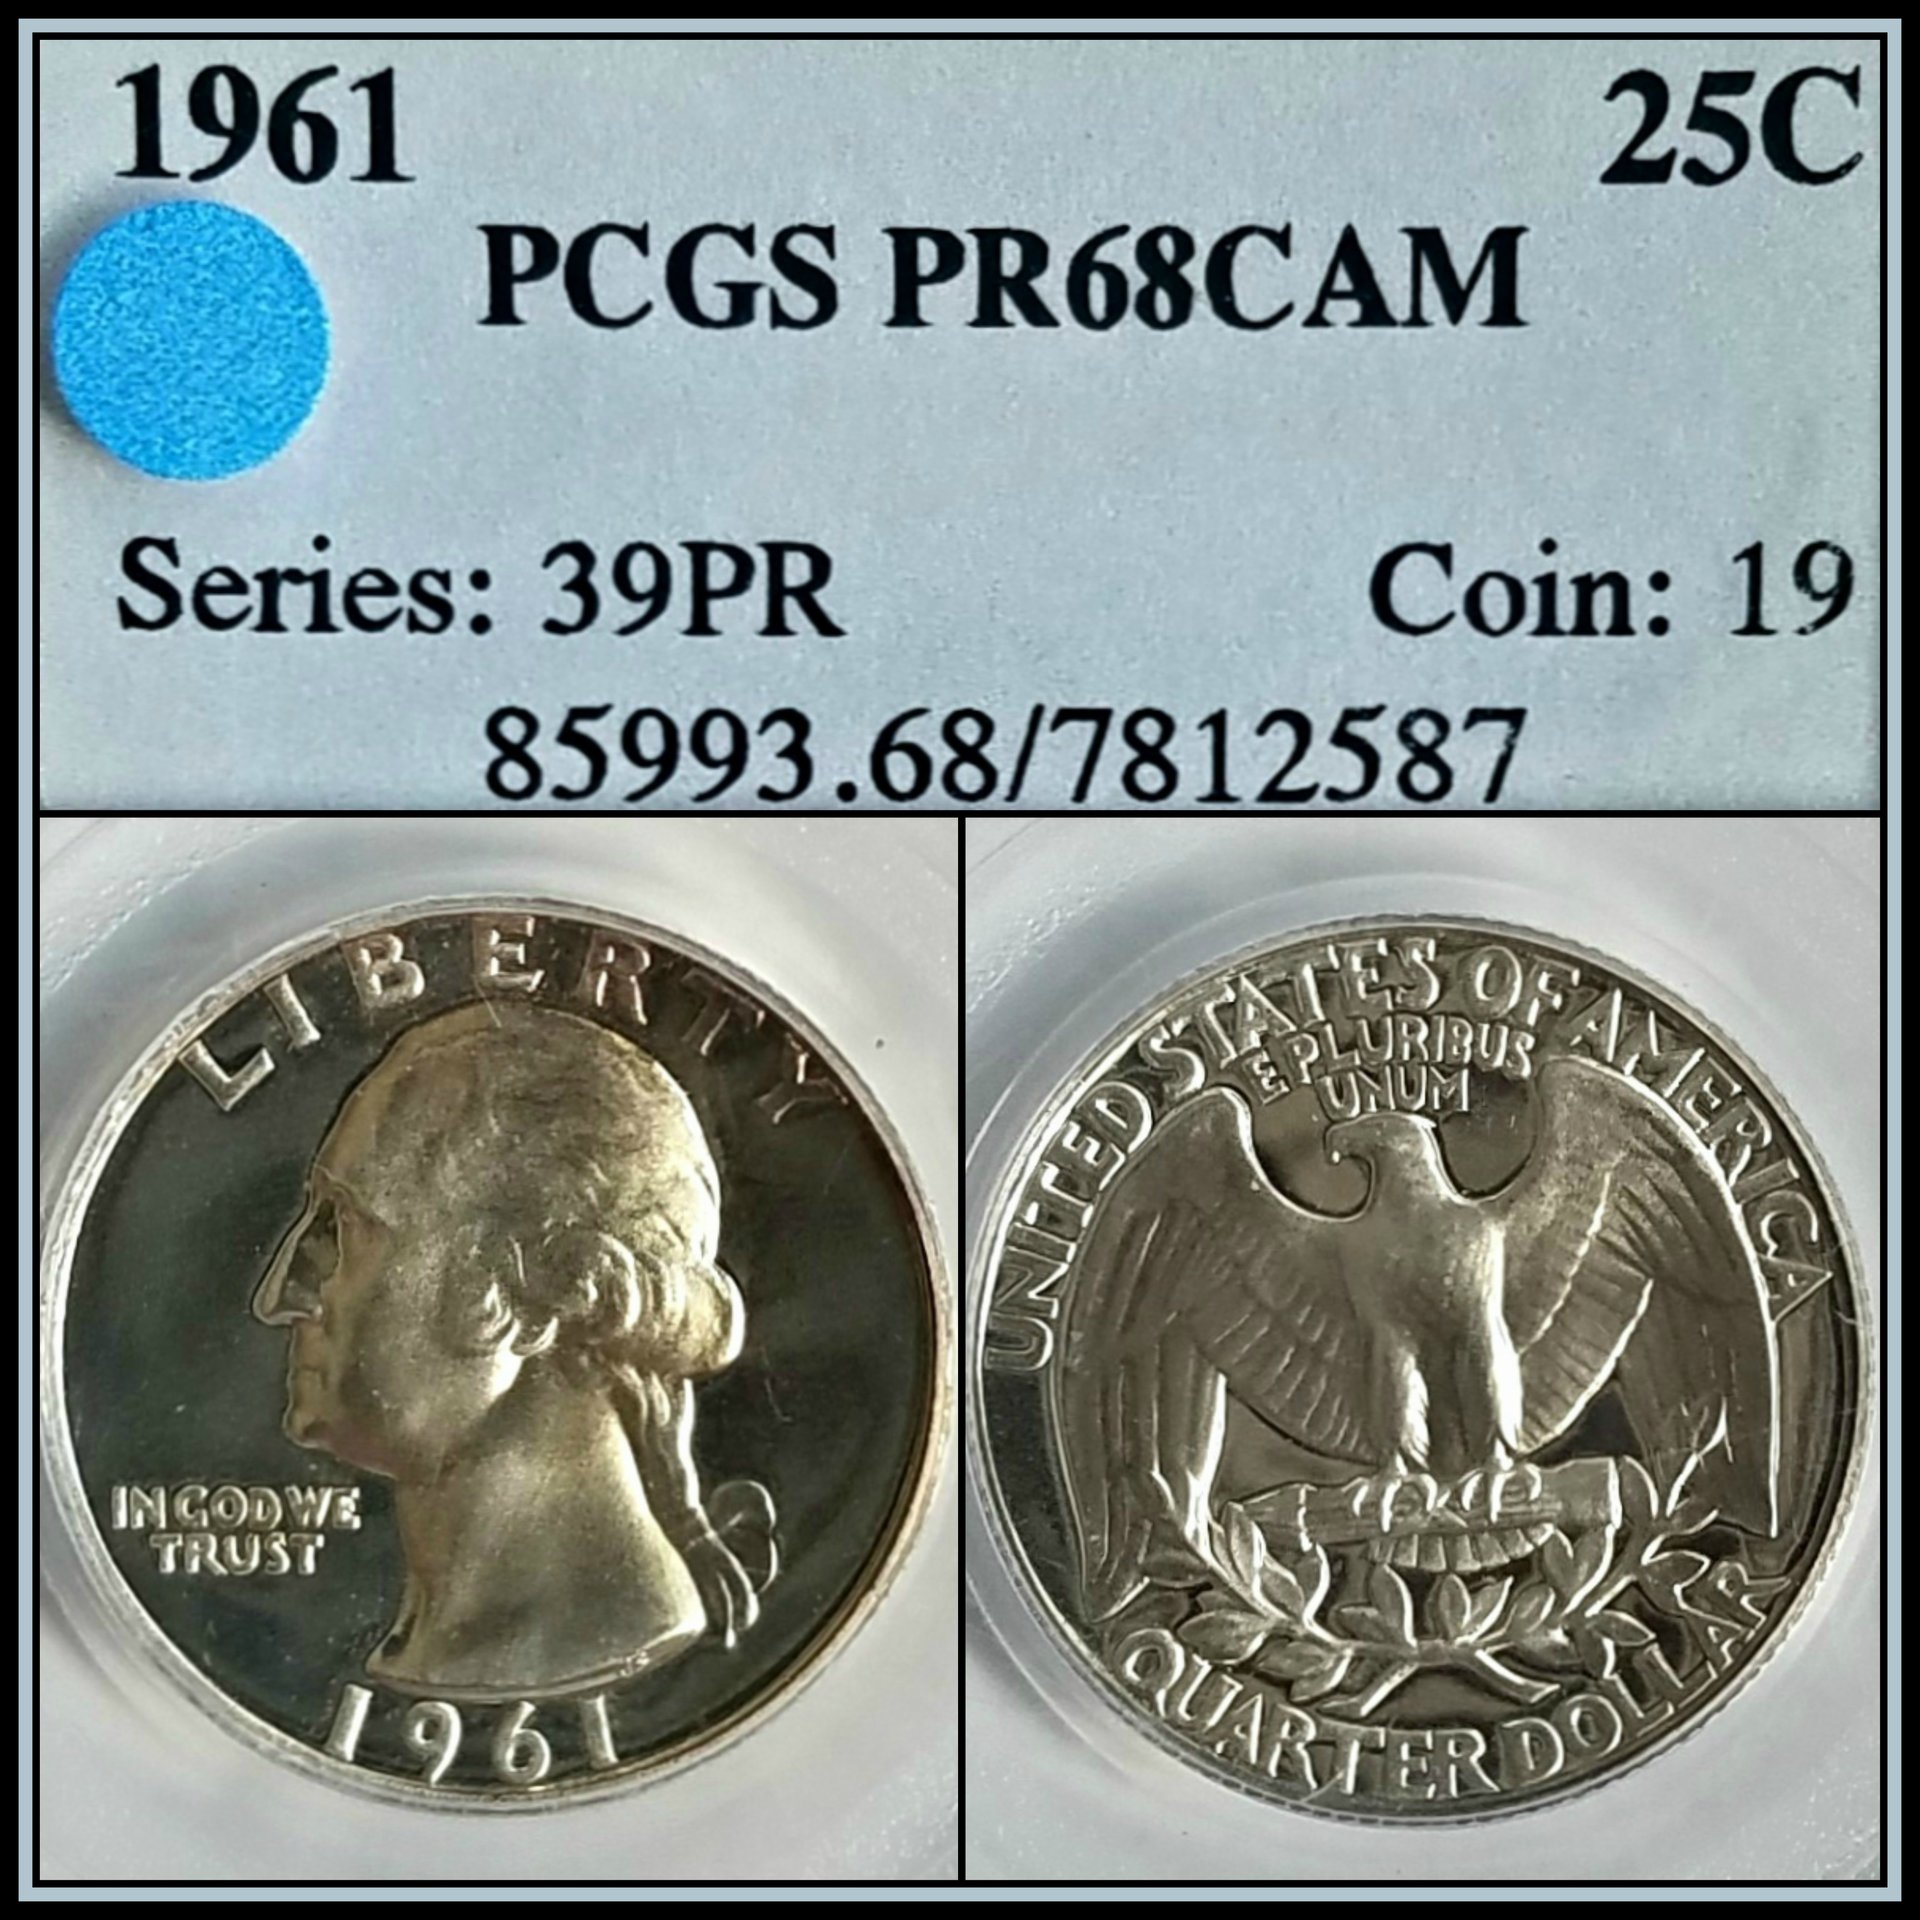 1961 25C
PCGS PR68CAM
Series: 39PR Coin: 19
85993.68/7812587
LIBERTY
IN GOD WE
TRUST
1961
UNITED STATES OF AMERICA
E PLURIBUS
UNUM
QUARTER DOLLAR